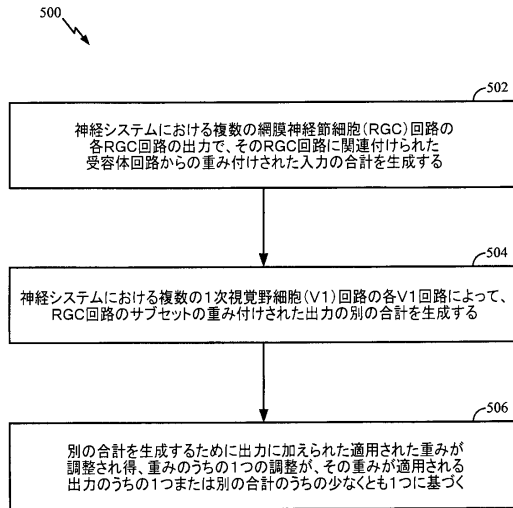 500
502
神経システムにおける複数の網膜神経節細胞(RGC)回路の
各RGC回路の出力で、そのRGC回路に関連付けられた
受容体回路からの重み付けされた入力の合計を生成する
504
神経システムにおける複数の1次視覚野細胞(V1)回路の各V1回路によって、
RGC回路のサブセットの重み付けされた出力の別の合計を生成する
506
別の合計を生成するために出力に加えられた適用された重みが
調整され得、重みのうちの1つの調整が、その重みが適用される
出力のうちの1つまたは別の合計のうちの少なくとも1つに基づく